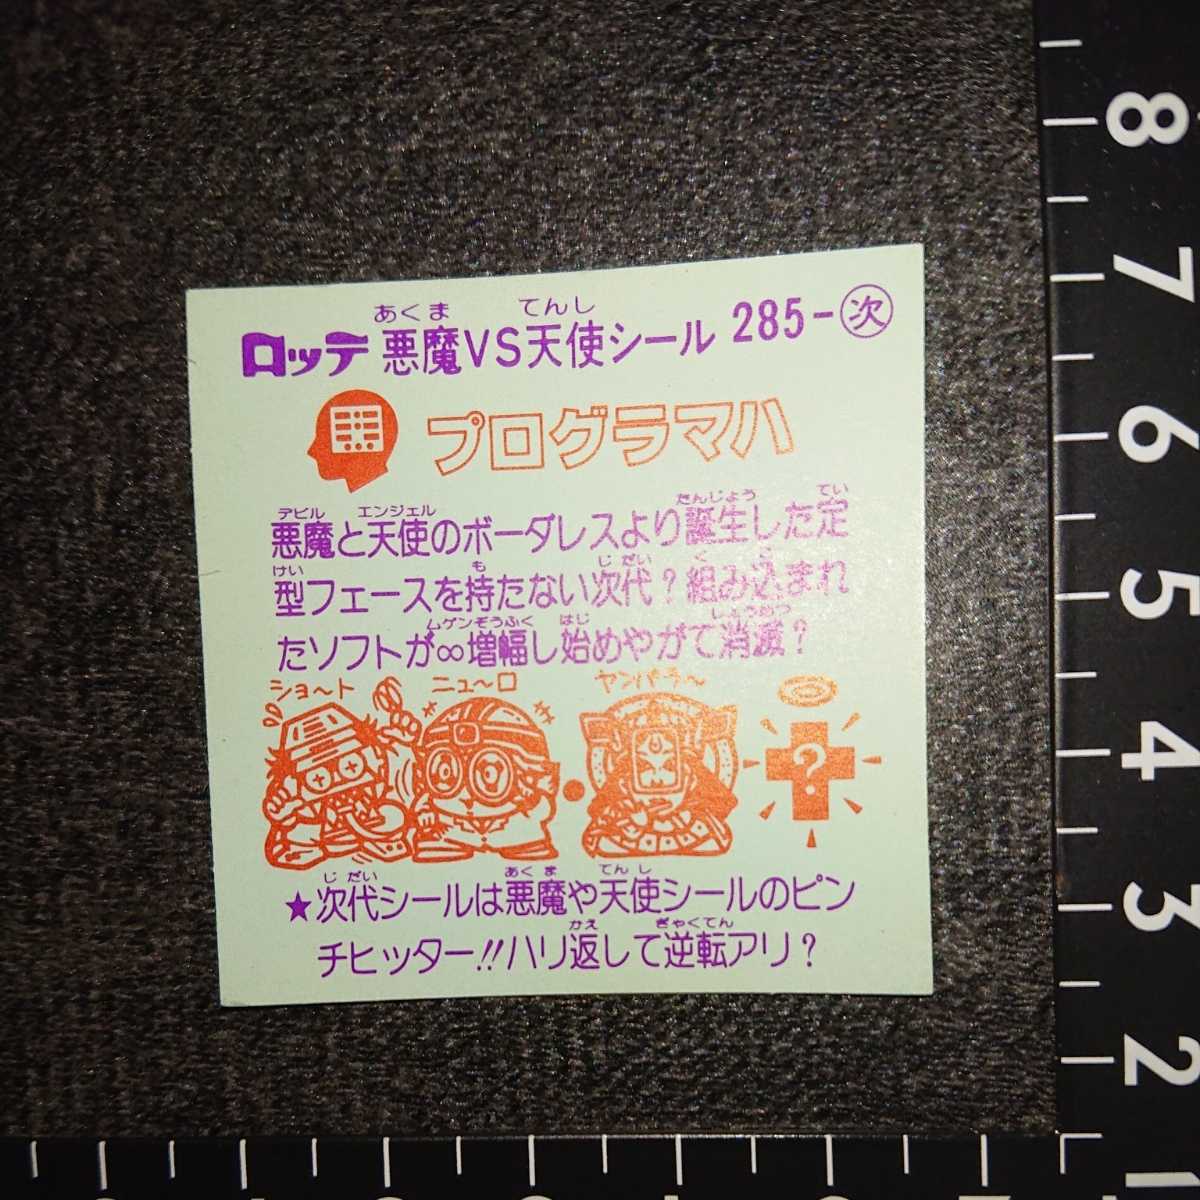 あくま てんし
ロッテ 悪魔VS天使シール 285-㊌
プログラマハ
デビル エンジェル たんじょう てい
悪魔と天使のボーダレスより誕生した定
けい も じ だい く こ
型フェースを持たない次代？組み込まれ
ムゲンぞうふく はじ しょうめつ
たソフトが∞増幅し始めやがて消滅？
ショ〜ト ニュ〜ロ ヤンパラ〜
?
じ だい あく ま てん し
★次代シールは悪魔や天使シールのピン
かえ ぎゃくてん
チヒッター!!ハリ返して逆転アリ？
8
7
6
5
4
3
2
1